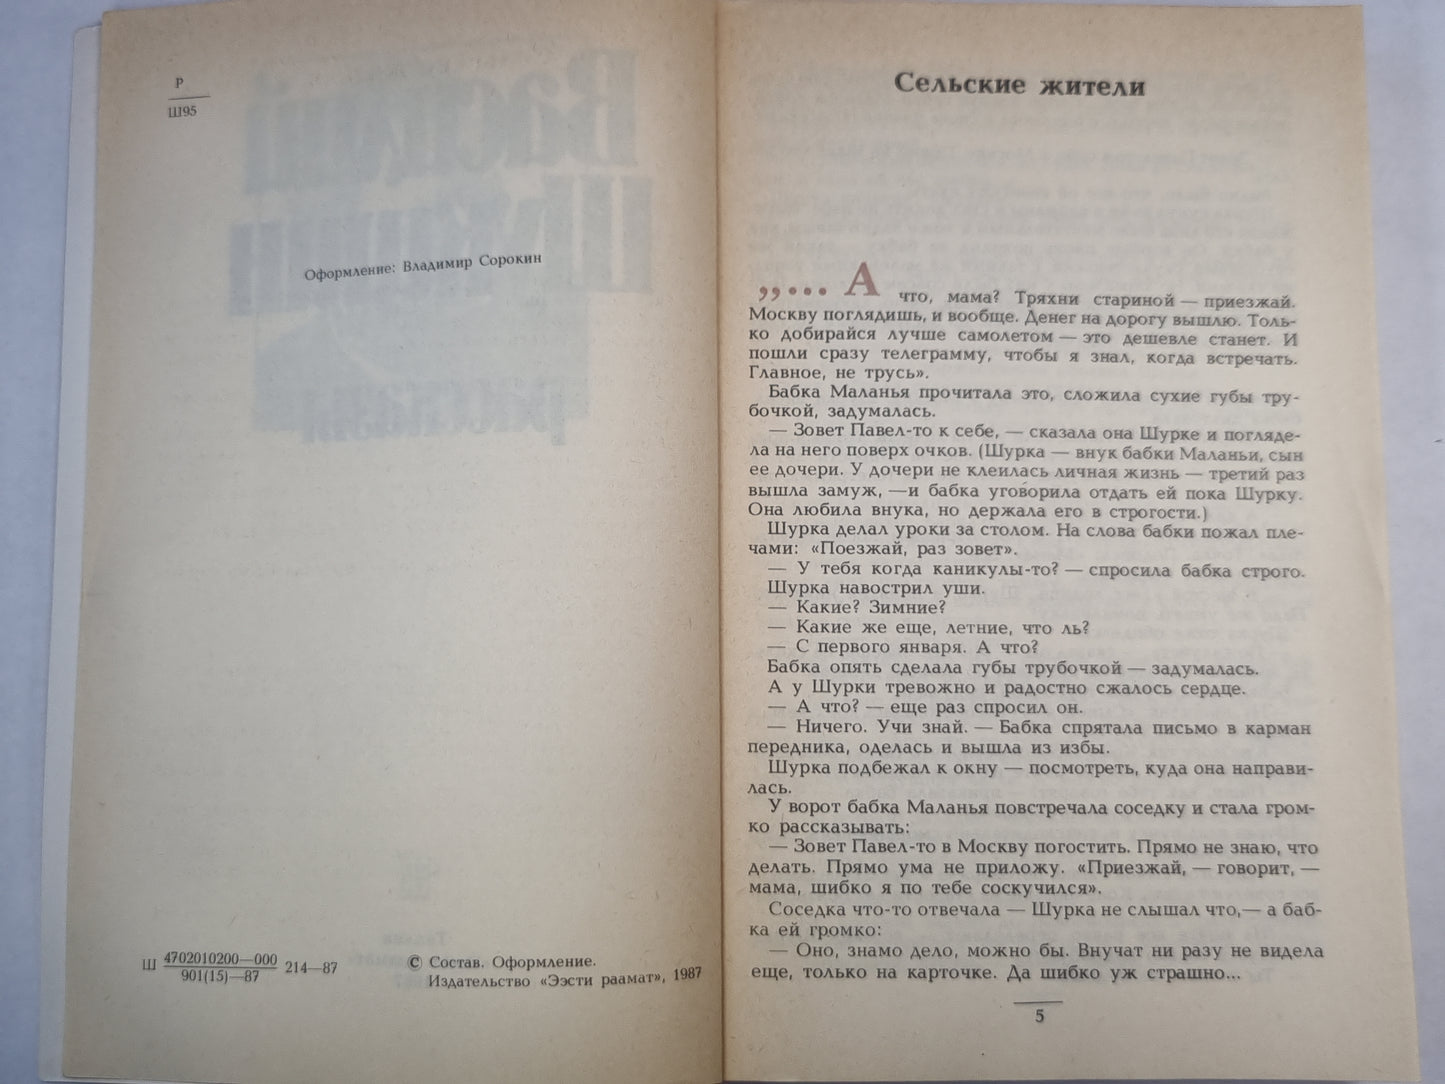 Р
Ш95
Оформление: Владимир Сорокин
Ш 4702010200—000
901(15)—87
214—87
© Состав. Оформление.
Издательство «Ээсти раамат», 1987
Сельские жители
„... А что, мама? Тряхни стариной — приезжай.
Москву поглядишь, и вообще. Денег на дорогу вышлю. Толь-
ко добирайся лучше самолетом — это дешевле станет. И
пошли сразу телеграмму, чтобы я знал, когда встречать.
Главное, не трусь».
Бабка Маланья прочитала это, сложила сухие губы тру-
бочкой, задумалась.
— Зовет Павел-то к себе, — сказала она Шурке и погляде-
ла на него поверх очков. (Шурка — внук бабки Маланьи, сын
ее дочери. У дочери не клеилась личная жизнь — третий раз
вышла замуж, —и бабка уговорила отдать ей пока Шурку.
Она любила внука, но держала его в строгости.)
Шурка делал уроки за столом. На слова бабки пожал пле-
чами: «Поезжай, раз зовет».
— У тебя когда каникулы-то? — спросила бабка строго.
Шурка навострил уши.
— Какие? Зимние?
— Какие же еще, летние, что ль?
— С первого января. А что?
Бабка опять сделала губы трубочкой — задумалась.
А у Шурки тревожно и радостно сжалось сердце.
— А что? — еще раз спросил он.
— Ничего. Учи знай. — Бабка спрятала письмо в карман
передника, оделась и вышла из избы.
Шурка подбежал к окну — посмотреть, куда она направи-
лась.
У ворот бабка Маланья повстречала соседку и стала гром-
ко рассказывать:
— Зовет Павел-то в Москву погостить. Прямо не знаю, что
делать. Прямо ума не приложу. «Приезжай, — говорит, —
мама, шибко я по тебе соскучился».
Соседка что-то отвечала — Шурка не слышал что,— а баб-
ка ей громко:
— Оно, знамо дело, можно бы. Внучат ни разу не видела
еще, только на карточке. Да шибко уж страшно...
5